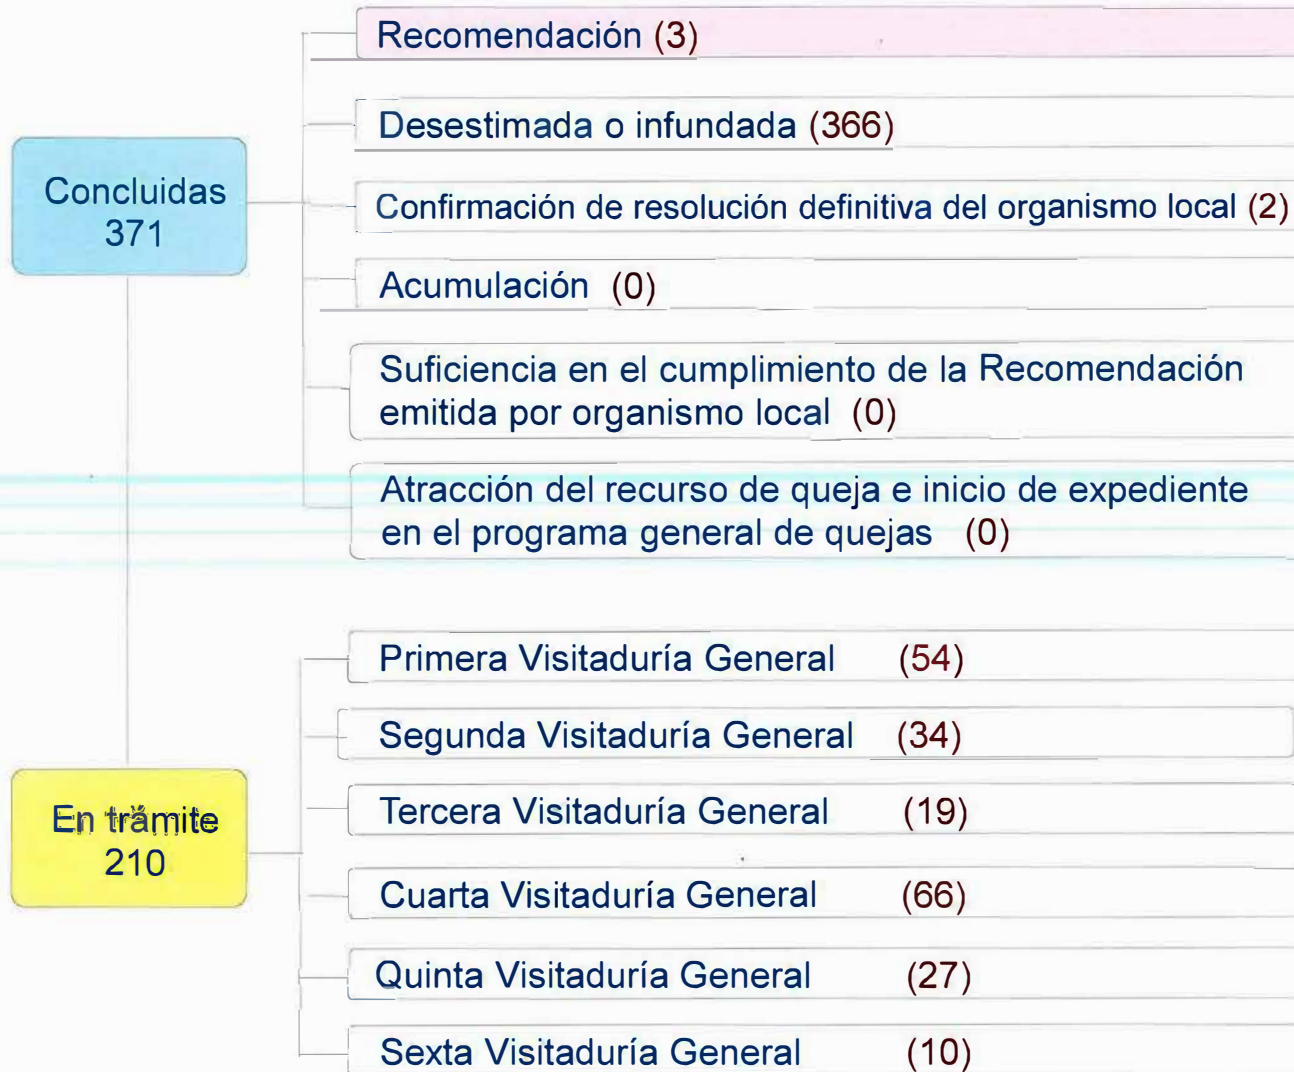 Concluidas
371
Recomendación (3)
Desestimada o infundada (366)
Confirmación de resolución definitiva del organismo local (2)
Acumulación (0)
Suficiencia en el cumplimiento de la Recomendación
emitida por organismo local (0)
Atracción del recurso de queja e inicio de expediente
en el programa general de quejas (0)
En trámite
210
Primera Visitaduría General (54)
Segunda Visitaduría General (34)
Tercera Visitaduría General (19)
Cuarta Visitaduría General (66)
Quinta Visitaduría General (27)
Sexta Visitaduría General (10)